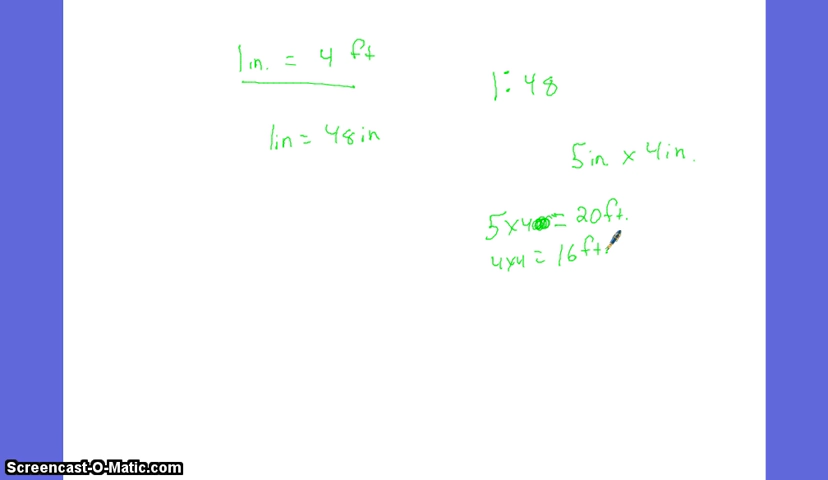 1in. = 4 ft
1:48
1in = 48in
5in x 4in.
5x4 = 20ft.
4x4 = 16ft.
Screencast-O-Matic.com